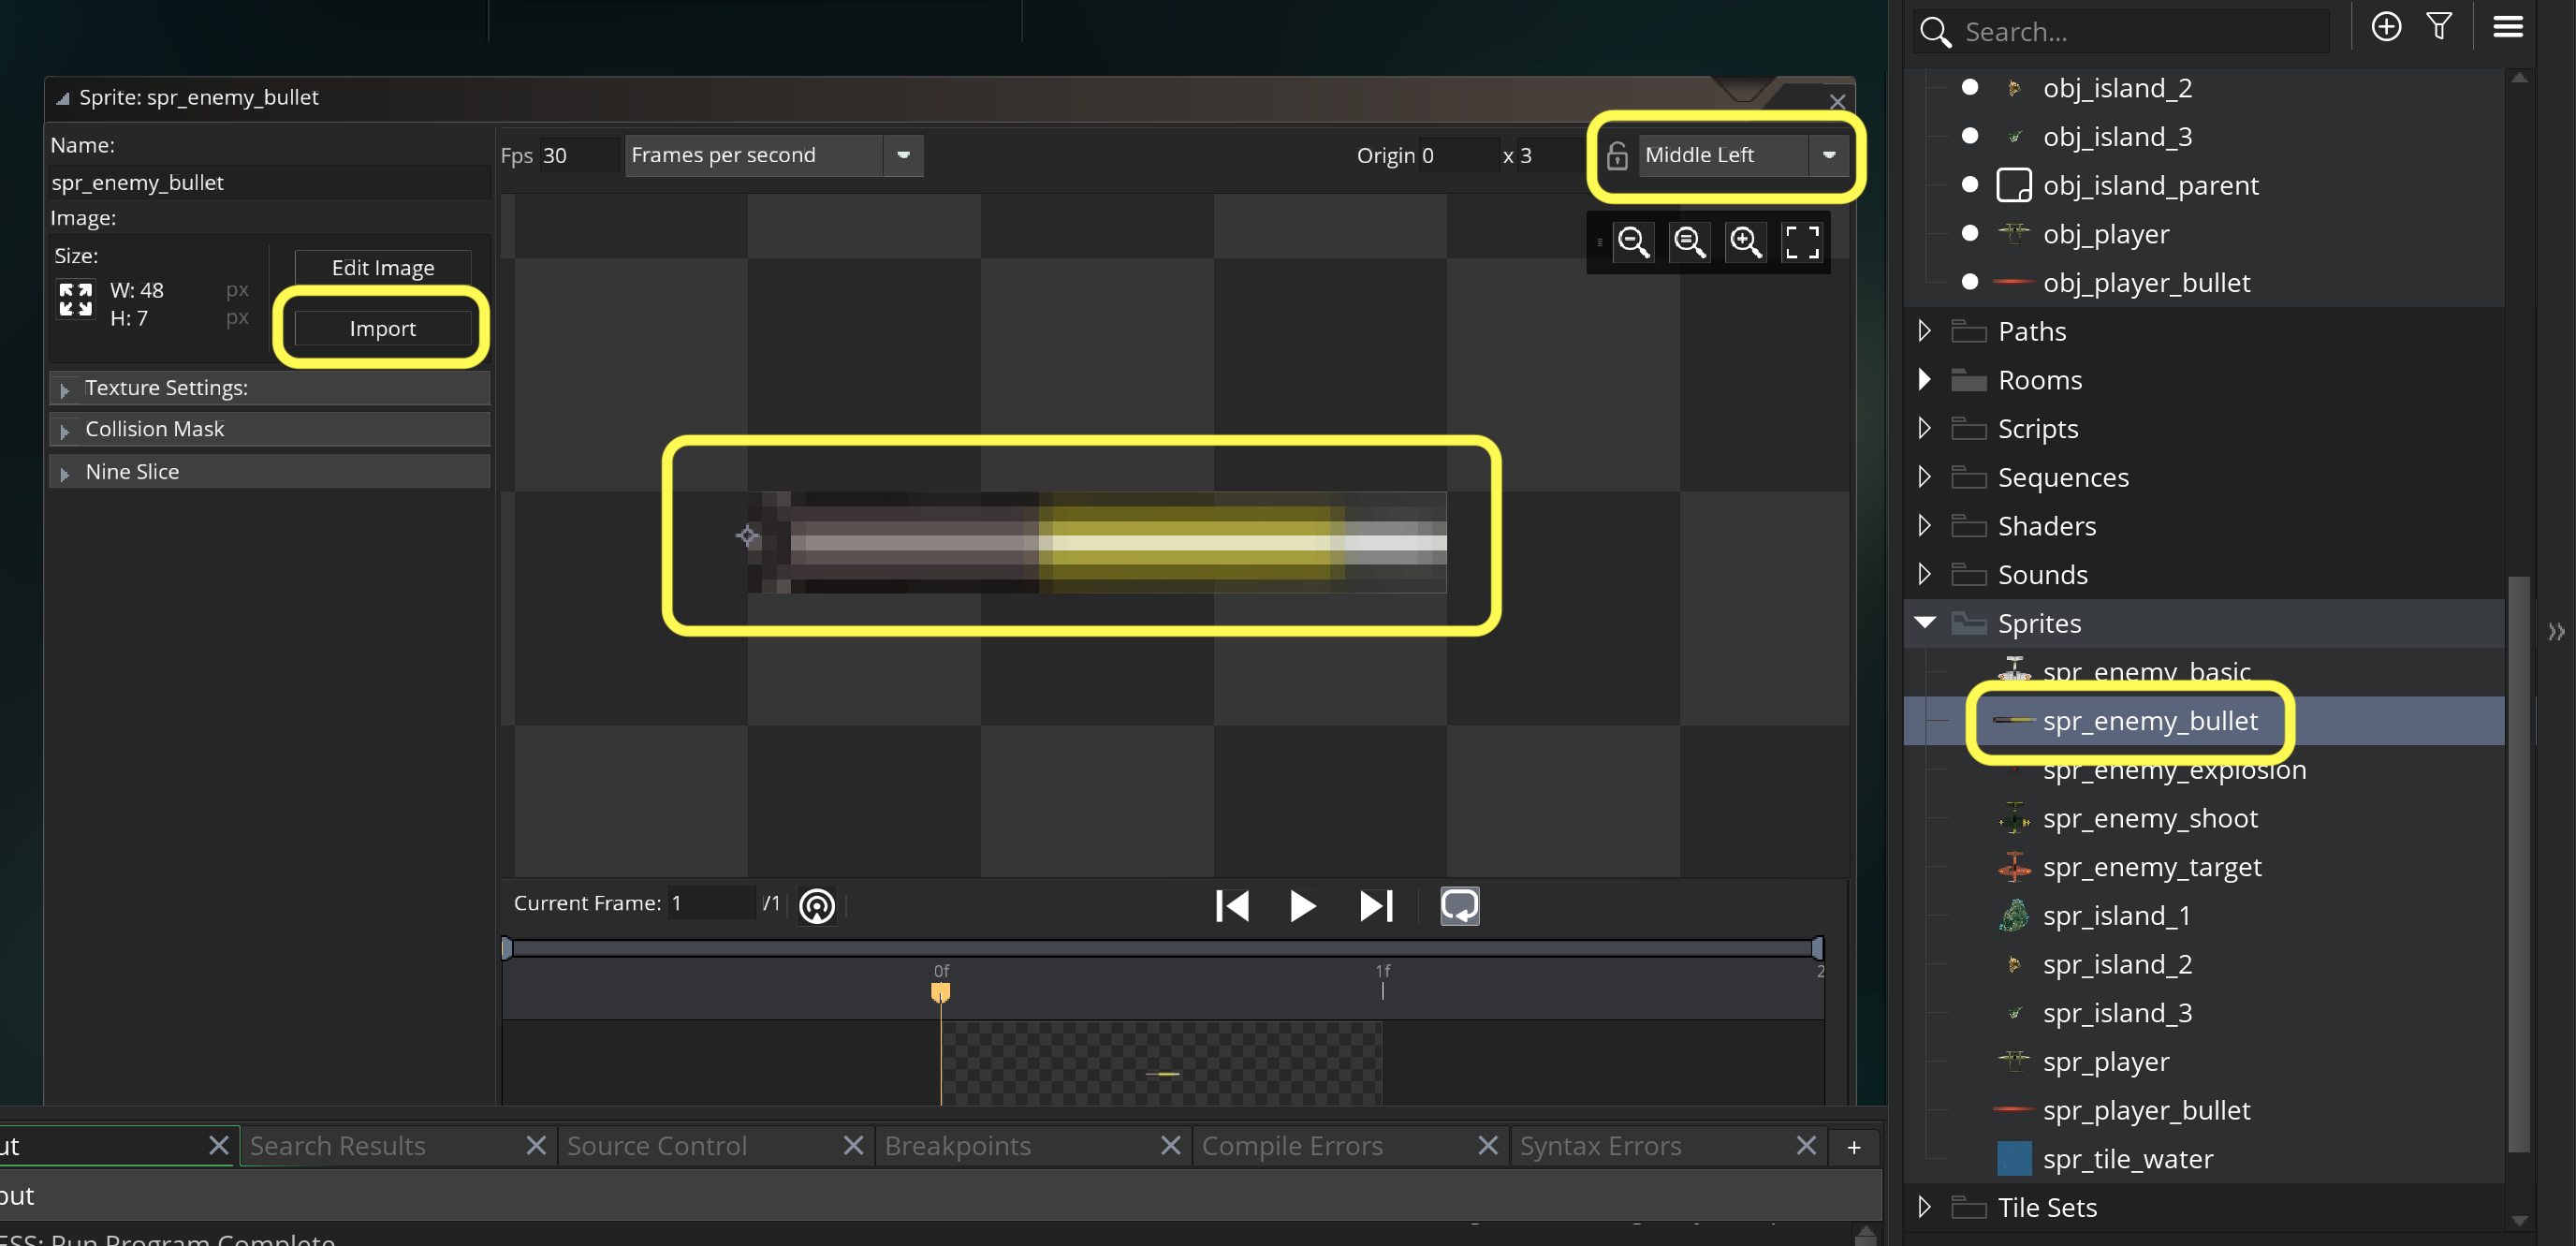 Search...
obj_island_2
obj_island_3
obj_island_parent
obj_player
obj_player_bullet
Paths
Rooms
Scripts
Sequences
Shaders
Sounds
Sprites
spr_enemy_basic
spr_enemy_bullet
spr_enemy_explosion
spr_enemy_shoot
spr_enemy_target
spr_island_1
spr_island_2
spr_island_3
spr_player
spr_player_bullet
spr_tile_water
Tile Sets
Sprite: spr_enemy_bullet
Name:
spr_enemy_bullet
Image:
Size:
W: 48 px
H: 7 px
Edit Image
Import
Texture Settings:
Collision Mask
Nine Slice
Fps 30 Frames per second
Origin 0 x 3 Middle Left
Current Frame: 1 /1
0f 1f 2
ut Search Results Source Control Breakpoints Compile Errors Syntax Errors +
out
ESS: Run Program Complete